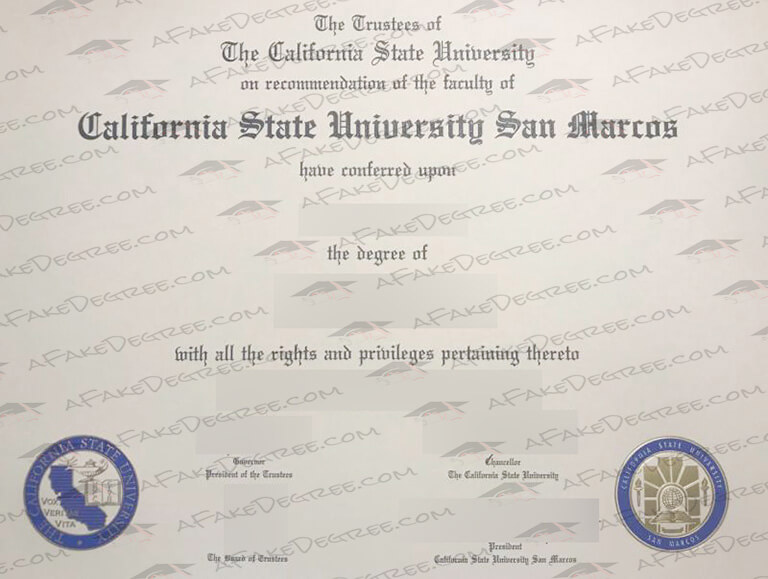 The Trustees of
The California State University
on recommendation of the faculty of
California State University San Marcos
have conferred upon
the degree of
with all the rights and privileges pertaining thereto
Governor
President of the Trustees
Chancellor
The California State University
The Board of Trustees
President
California State University San Marcos
THE CALIFORNIA STATE UNIVERSITY
VOX
VERITAS
VITA
CALIFORNIA STATE UNIVERSITY
SAN MARCOS
AFAKEDEGREE.COM